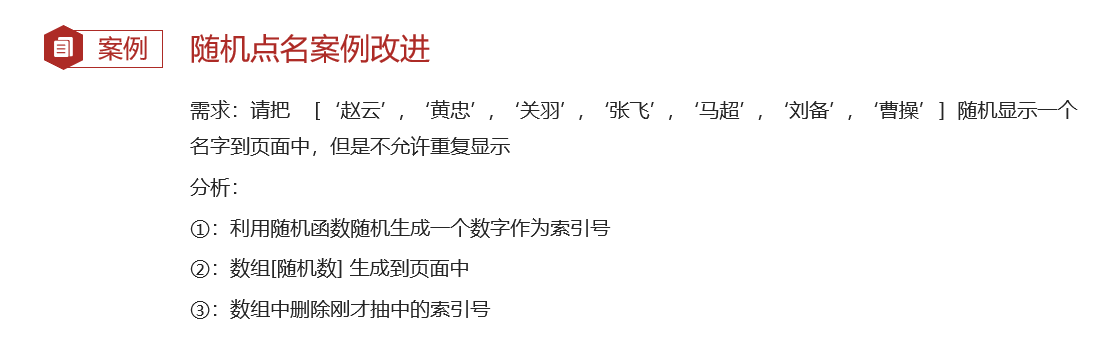 案例 随机点名案例改进
需求：请把 [‘赵云’, ‘黄忠’, ‘关羽’, ‘张飞’, ‘马超’, ‘刘备’, ‘曹操’] 随机显示一个
名字到页面中，但是不允许重复显示
分析：
①：利用随机函数随机生成一个数字作为索引号
②：数组[随机数] 生成到页面中
③：数组中删除刚才抽中的索引号